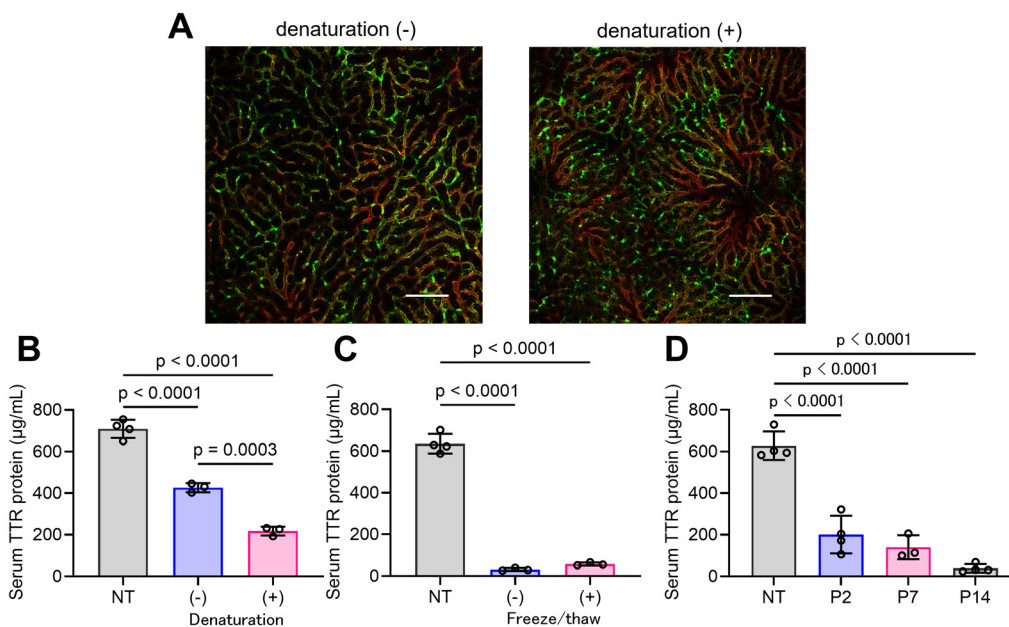 A
denaturation (-)
denaturation (+)
B
p < 0.0001
p < 0.0001
p = 0.0003
Serum TTR protein (µg/mL)
800
600
400
200
0
NT
(-)
(+)
Denaturation
C
p < 0.0001
p < 0.0001
Serum TTR protein (µg/mL)
800
600
400
200
0
NT
(-)
(+)
Freeze/thaw
D
p < 0.0001
p < 0.0001
p < 0.0001
Serum TTR protein (µg/mL)
800
600
400
200
0
NT
P2
P7
P14